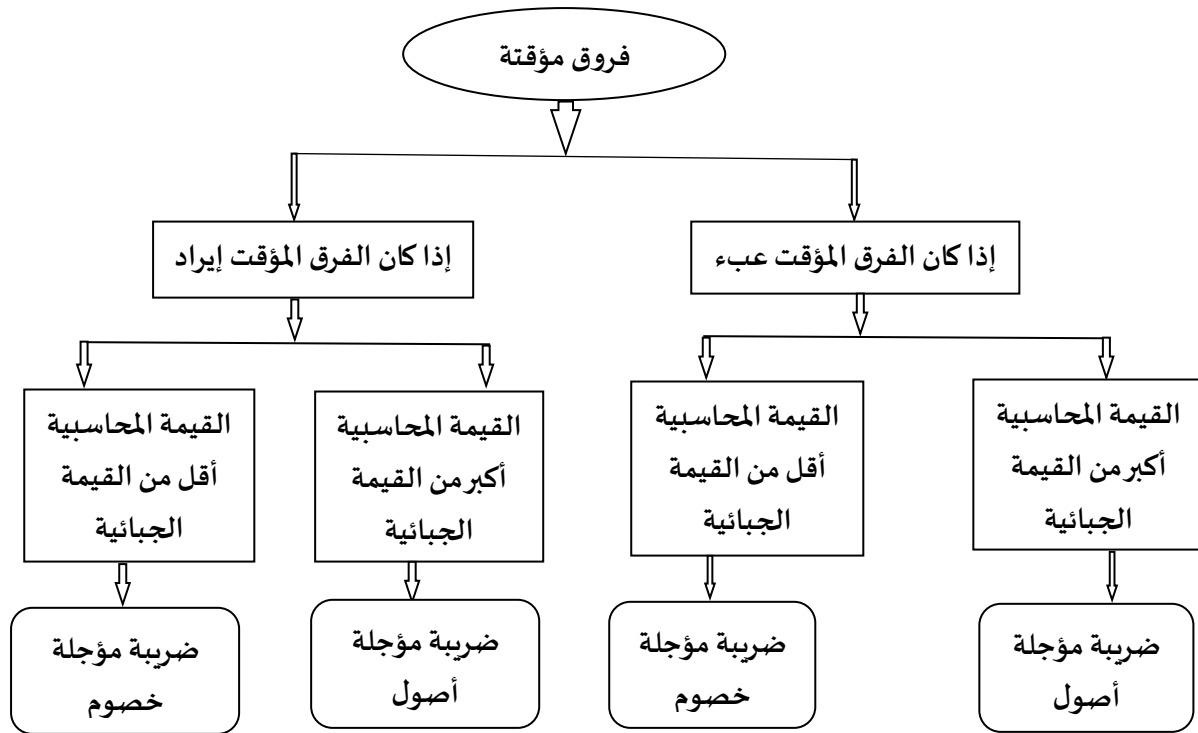 فروق مؤقتة
إذا كان الفرق المؤقت عبء
إذا كان الفرق المؤقت إيراد
القيمة المحاسبية
أكبر من القيمة
الجبائية
القيمة المحاسبية
أقل من القيمة
الجبائية
القيمة المحاسبية
أكبر من القيمة
الجبائية
القيمة المحاسبية
أقل من القيمة
الجبائية
ضريبة مؤجلة
أصول
ضريبة مؤجلة
خصوم
ضريبة مؤجلة
أصول
ضريبة مؤجلة
خصوم